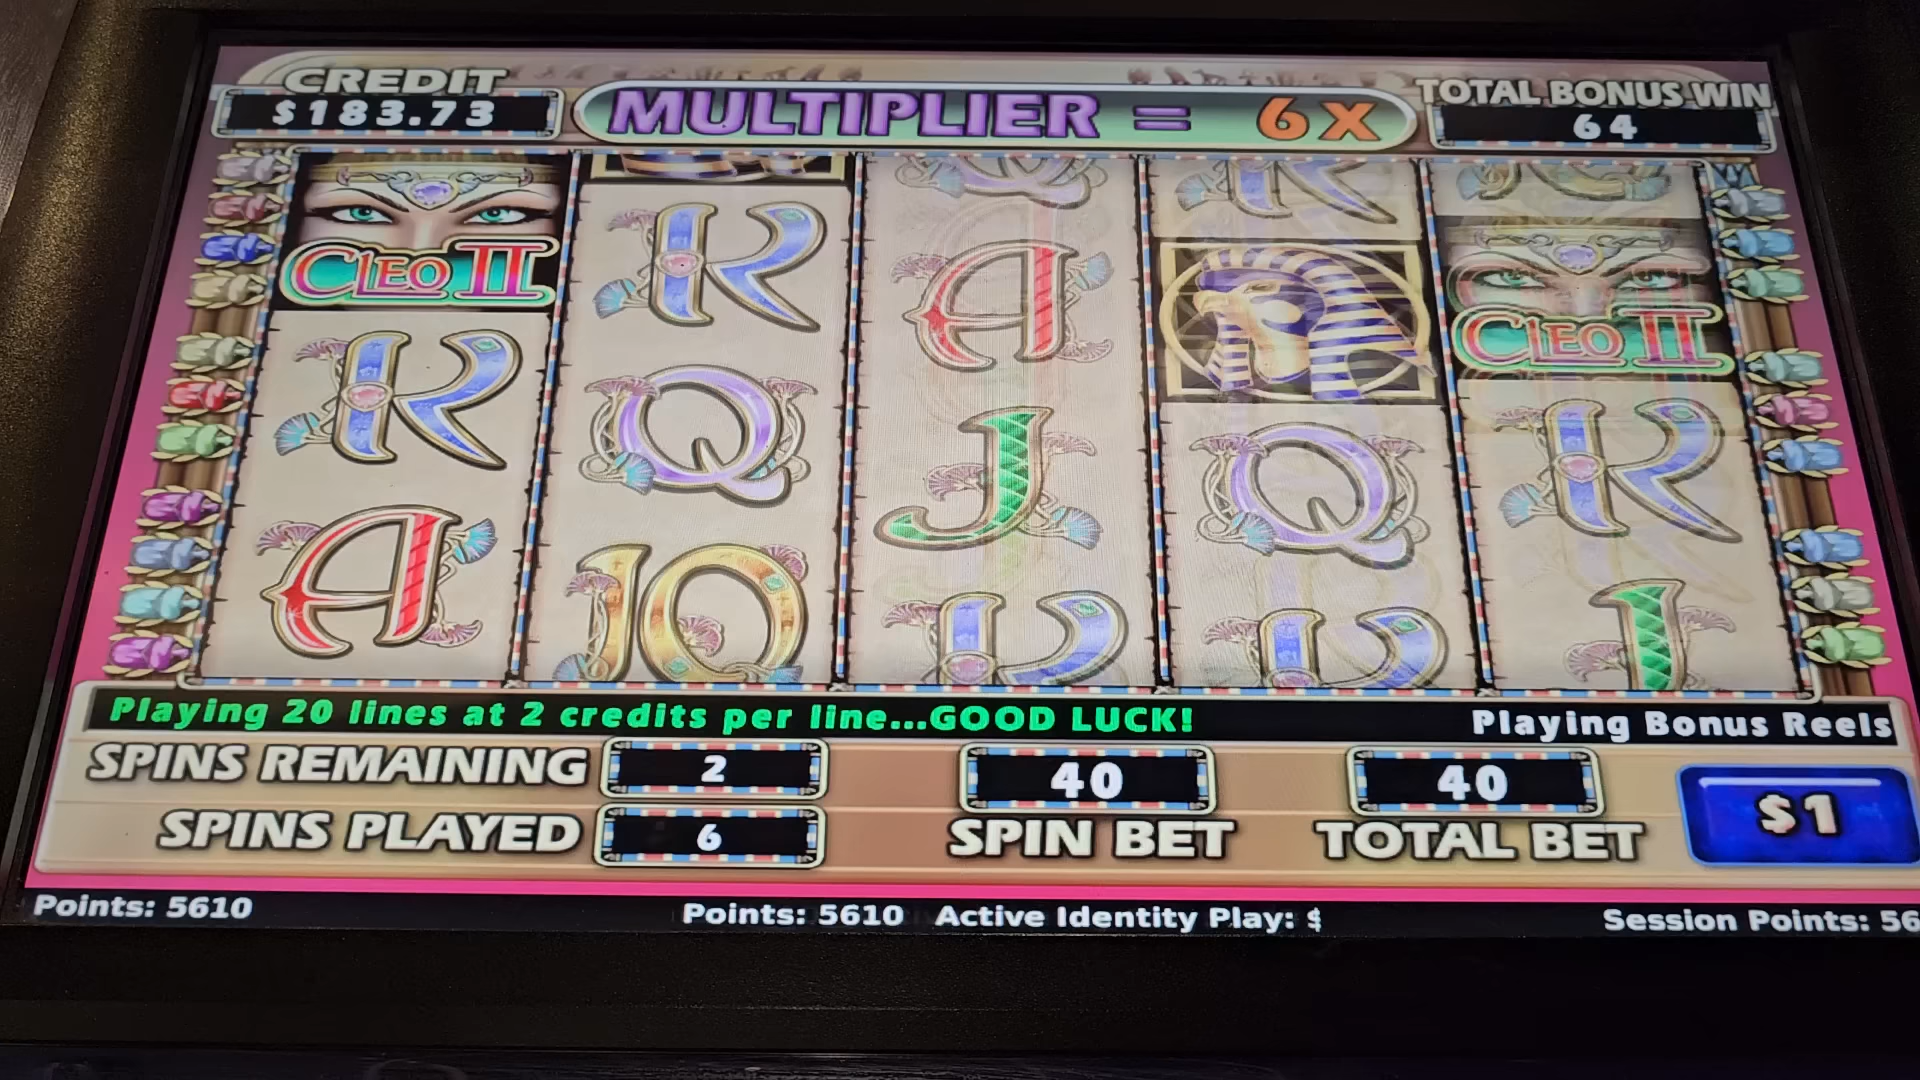 CREDIT
$183.73
MULTIPLIER = 6X
TOTAL BONUS WIN
64
CLEO II
K
Q
A
K
A
K
Q
10
A
J
K
K
Q
K
CLEO II
K
J
Playing 20 lines at 2 credits per line...GOOD LUCK!
Playing Bonus Reels
SPINS REMAINING 2
SPINS PLAYED 6
40
SPIN BET
40
TOTAL BET
$1
Points: 5610
Points: 5610
Active Identity Play: $
Session Points: 56